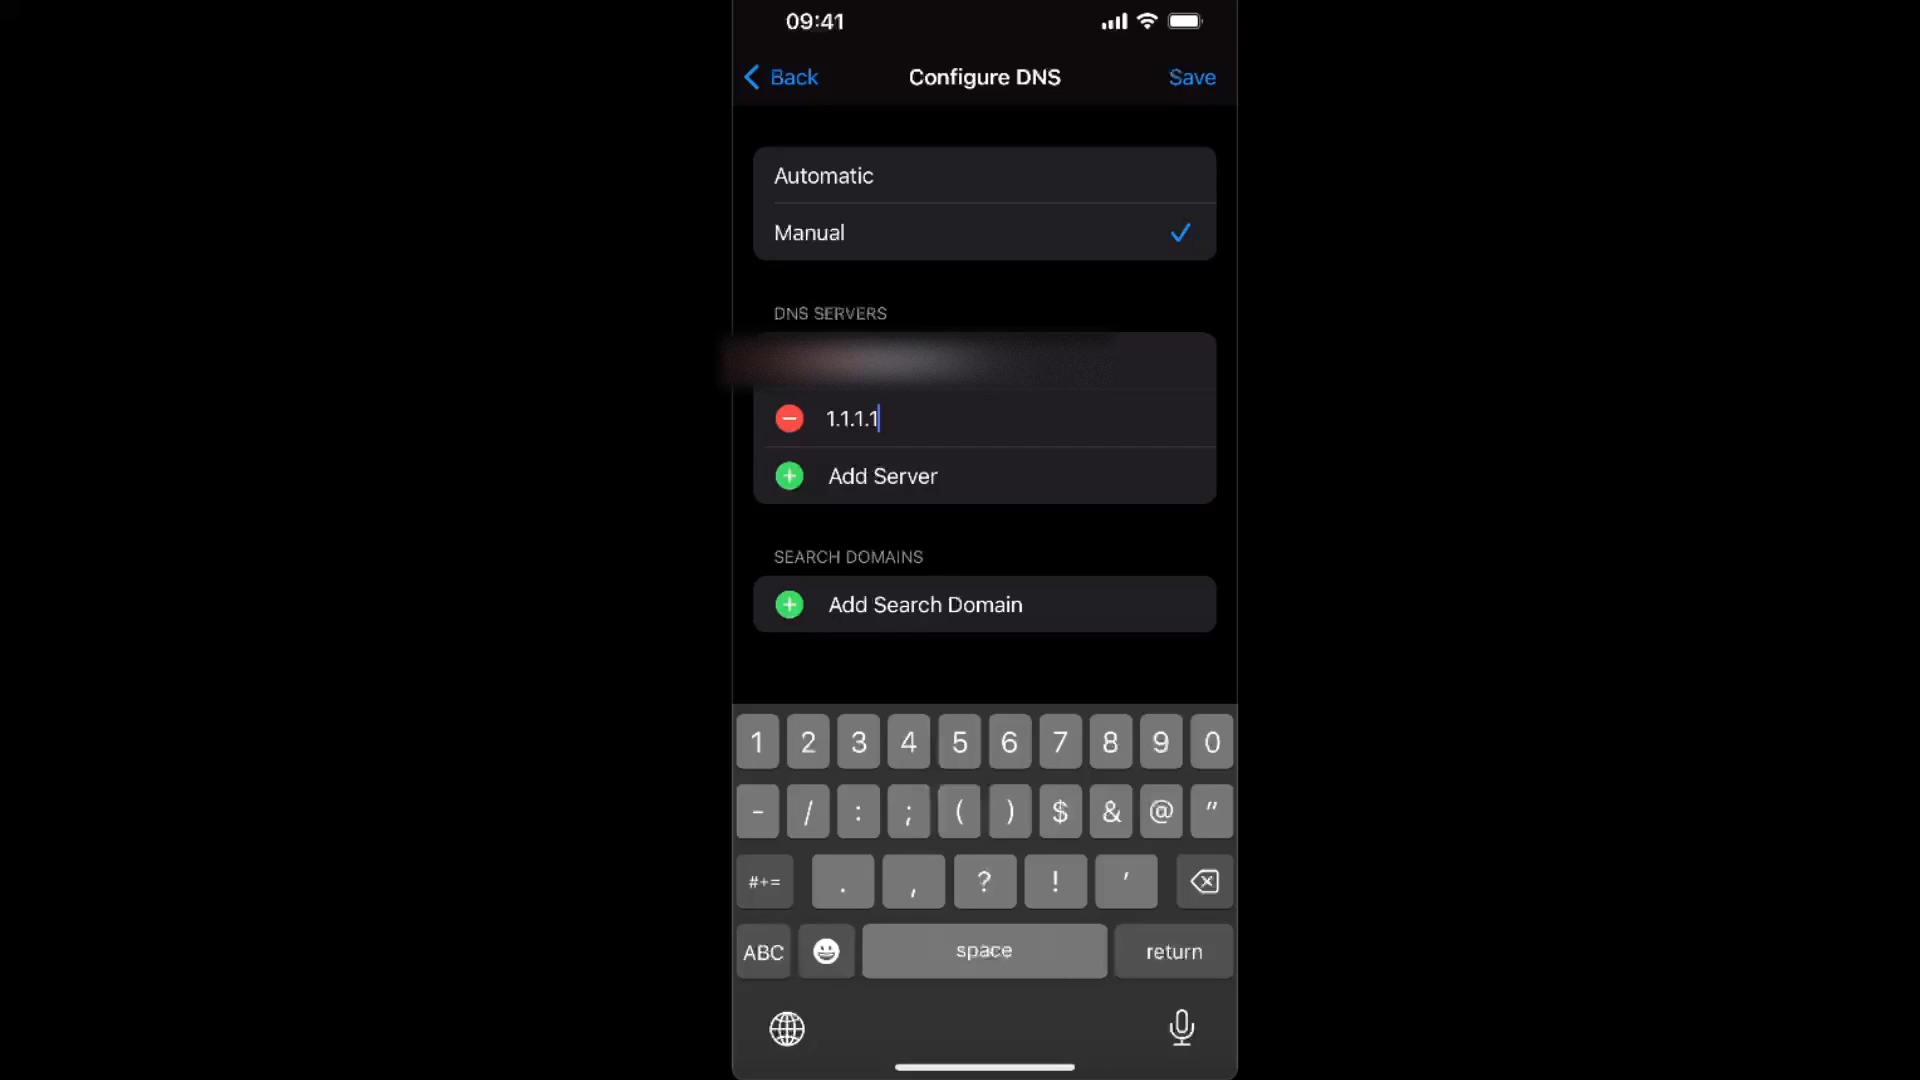 09:41
Back Configure DNS Save
Automatic
Manual
DNS SERVERS
1.1.1.1
Add Server
SEARCH DOMAINS
Add Search Domain
1 2 3 4 5 6 7 8 9 0
- / : ; ( ) $ & @ "
#+= . , ? ! '
ABC space return